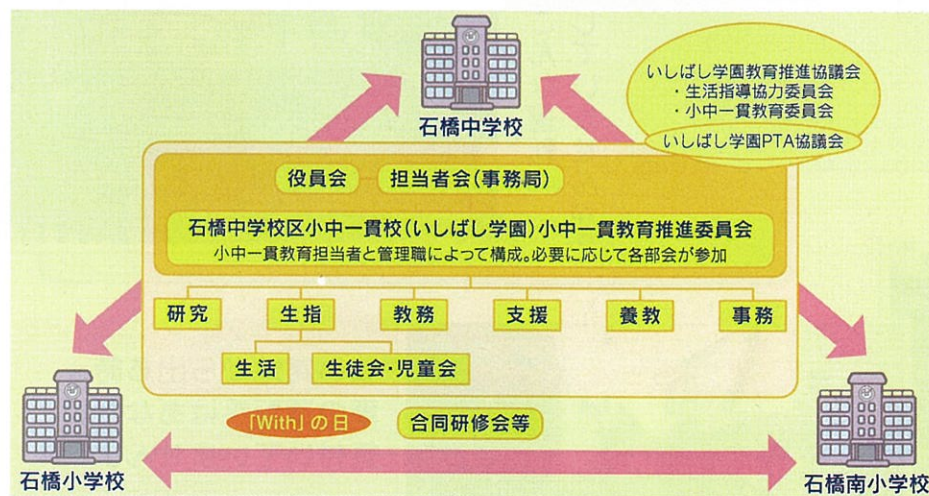 石橋中学校
いしばし学園教育推進協議会
・生活指導協力委員会
・小中一貫教育委員会
いしばし学園PTA協議会
役員会 担当者会(事務局)
石橋中学校区小中一貫校(いしばし学園)小中一貫教育推進委員会
小中一貫教育担当者と管理職によって構成。必要に応じて各部会が参加
研究 生指 教務 支援 養教 事務
生活 生徒会・児童会
「With」の日 合同研修会等
石橋小学校 石橋南小学校